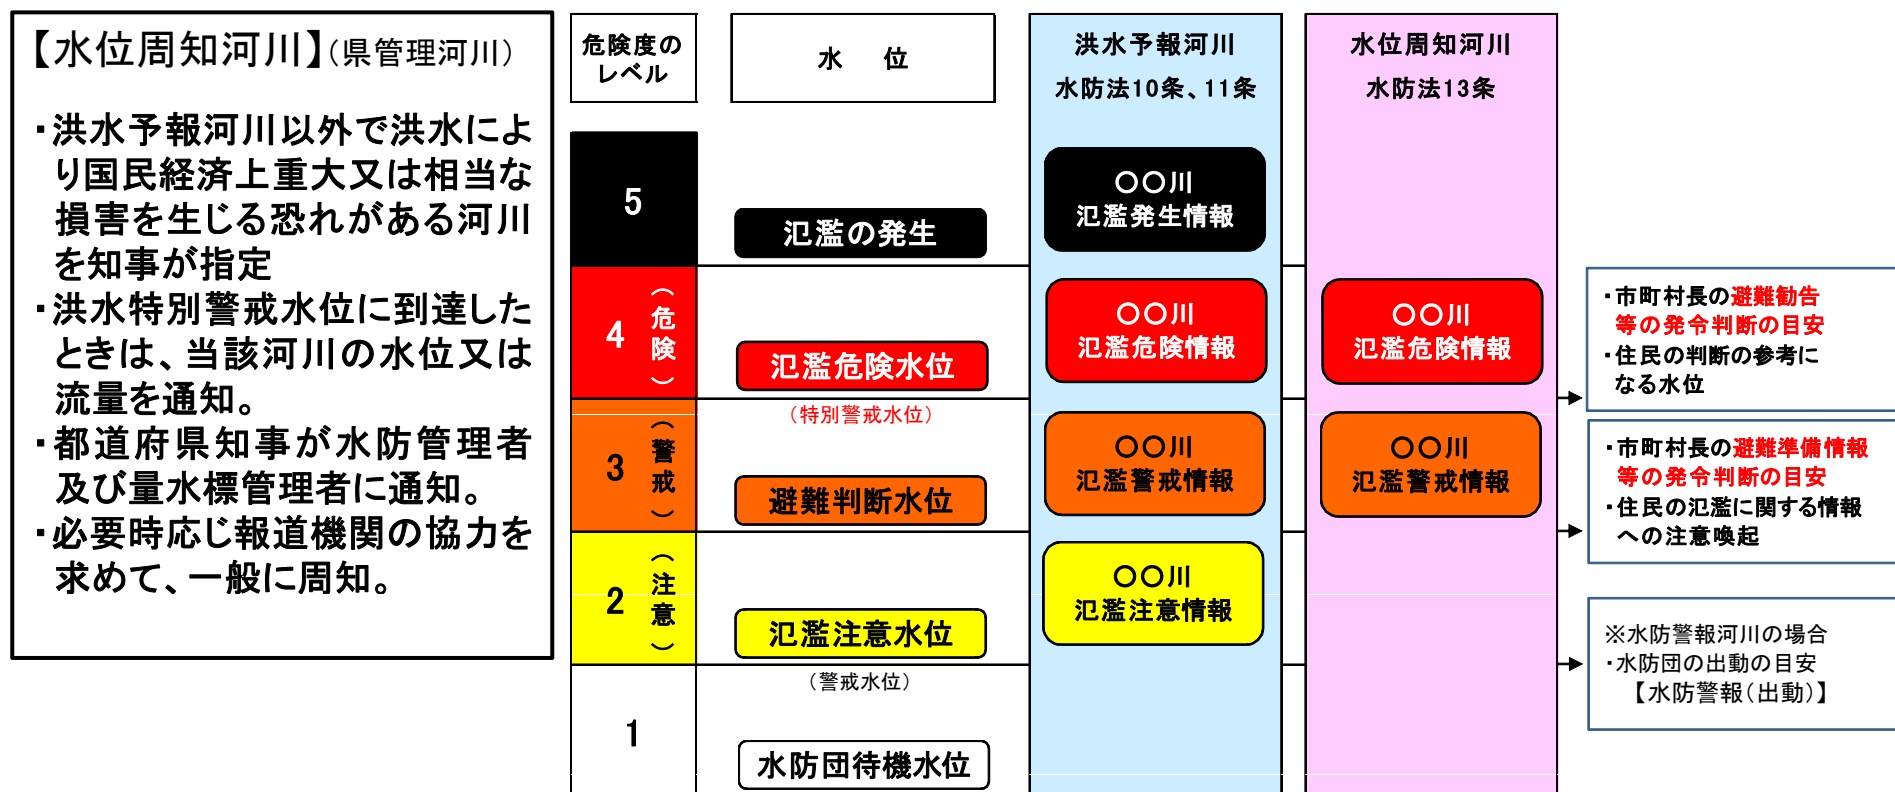 【水位周知河川】(県管理河川)
・洪水予報河川以外で洪水によ
り国民経済上重大又は相当な
損害を生じる恐れがある河川
を知事が指定
・洪水特別警戒水位に到達した
ときは、当該河川の水位又は
流量を通知。
・都道府県知事が水防管理者
及び量水標管理者に通知。
・必要時応じ報道機関の協力を
求めて、一般に周知。
危険度の
レベル
水　位
洪水予報河川
水防法10条、11条
水位周知河川
水防法13条
5
氾濫の発生
〇〇川
氾濫発生情報
4
(危険)
氾濫危険水位
(特別警戒水位)
〇〇川
氾濫危険情報
〇〇川
氾濫危険情報
・市町村長の避難勧告
等の発令判断の目安
・住民の判断の参考に
なる水位
3
(警戒)
避難判断水位
〇〇川
氾濫警戒情報
〇〇川
氾濫警戒情報
・市町村長の避難準備情報
等の発令判断の目安
・住民の氾濫に関する情報
への注意喚起
2
(注意)
氾濫注意水位
(警戒水位)
〇〇川
氾濫注意情報
※水防警報河川の場合
・水防団の出動の目安
【水防警報(出動)】
1
水防団待機水位